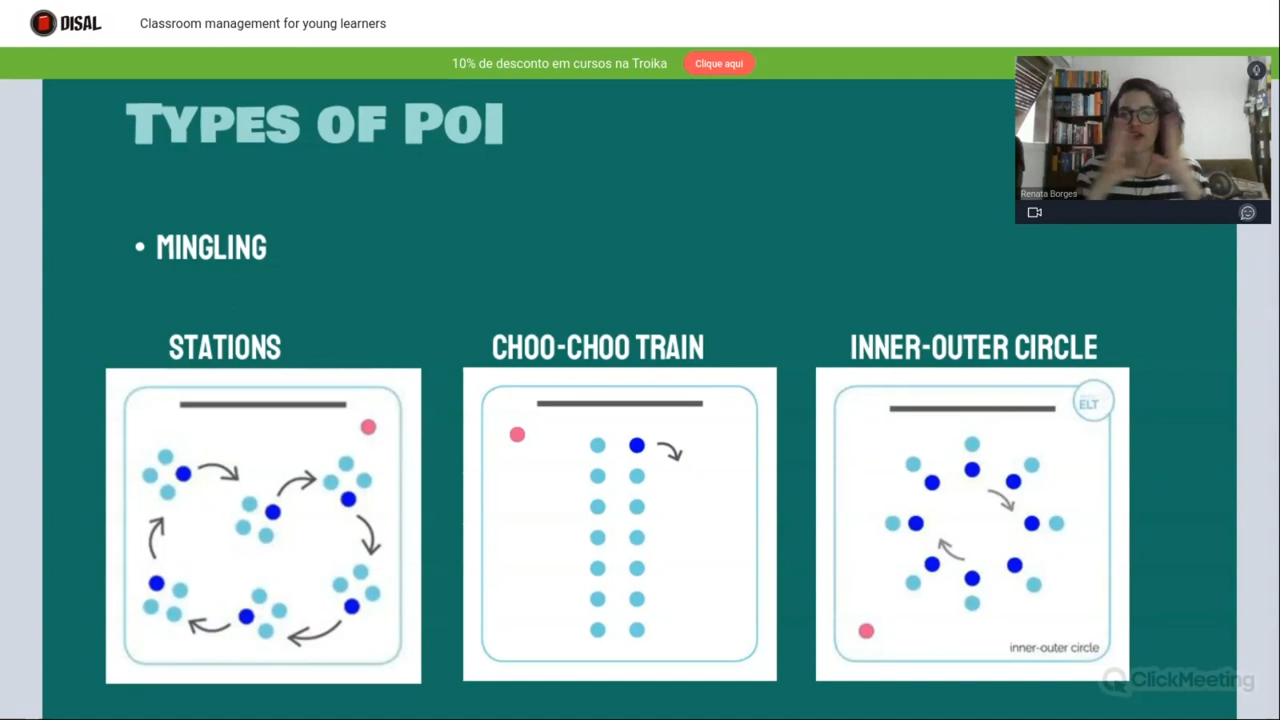 DISAL
Classroom management for young learners
10% de desconto em cursos na Troika
Clique aqui
Renata Borges
TYPES OF POI
• MINGLING
STATIONS
CHOO-CHOO TRAIN
INNER-OUTER CIRCLE
ELT
inner-outer circle
ClickMeeting